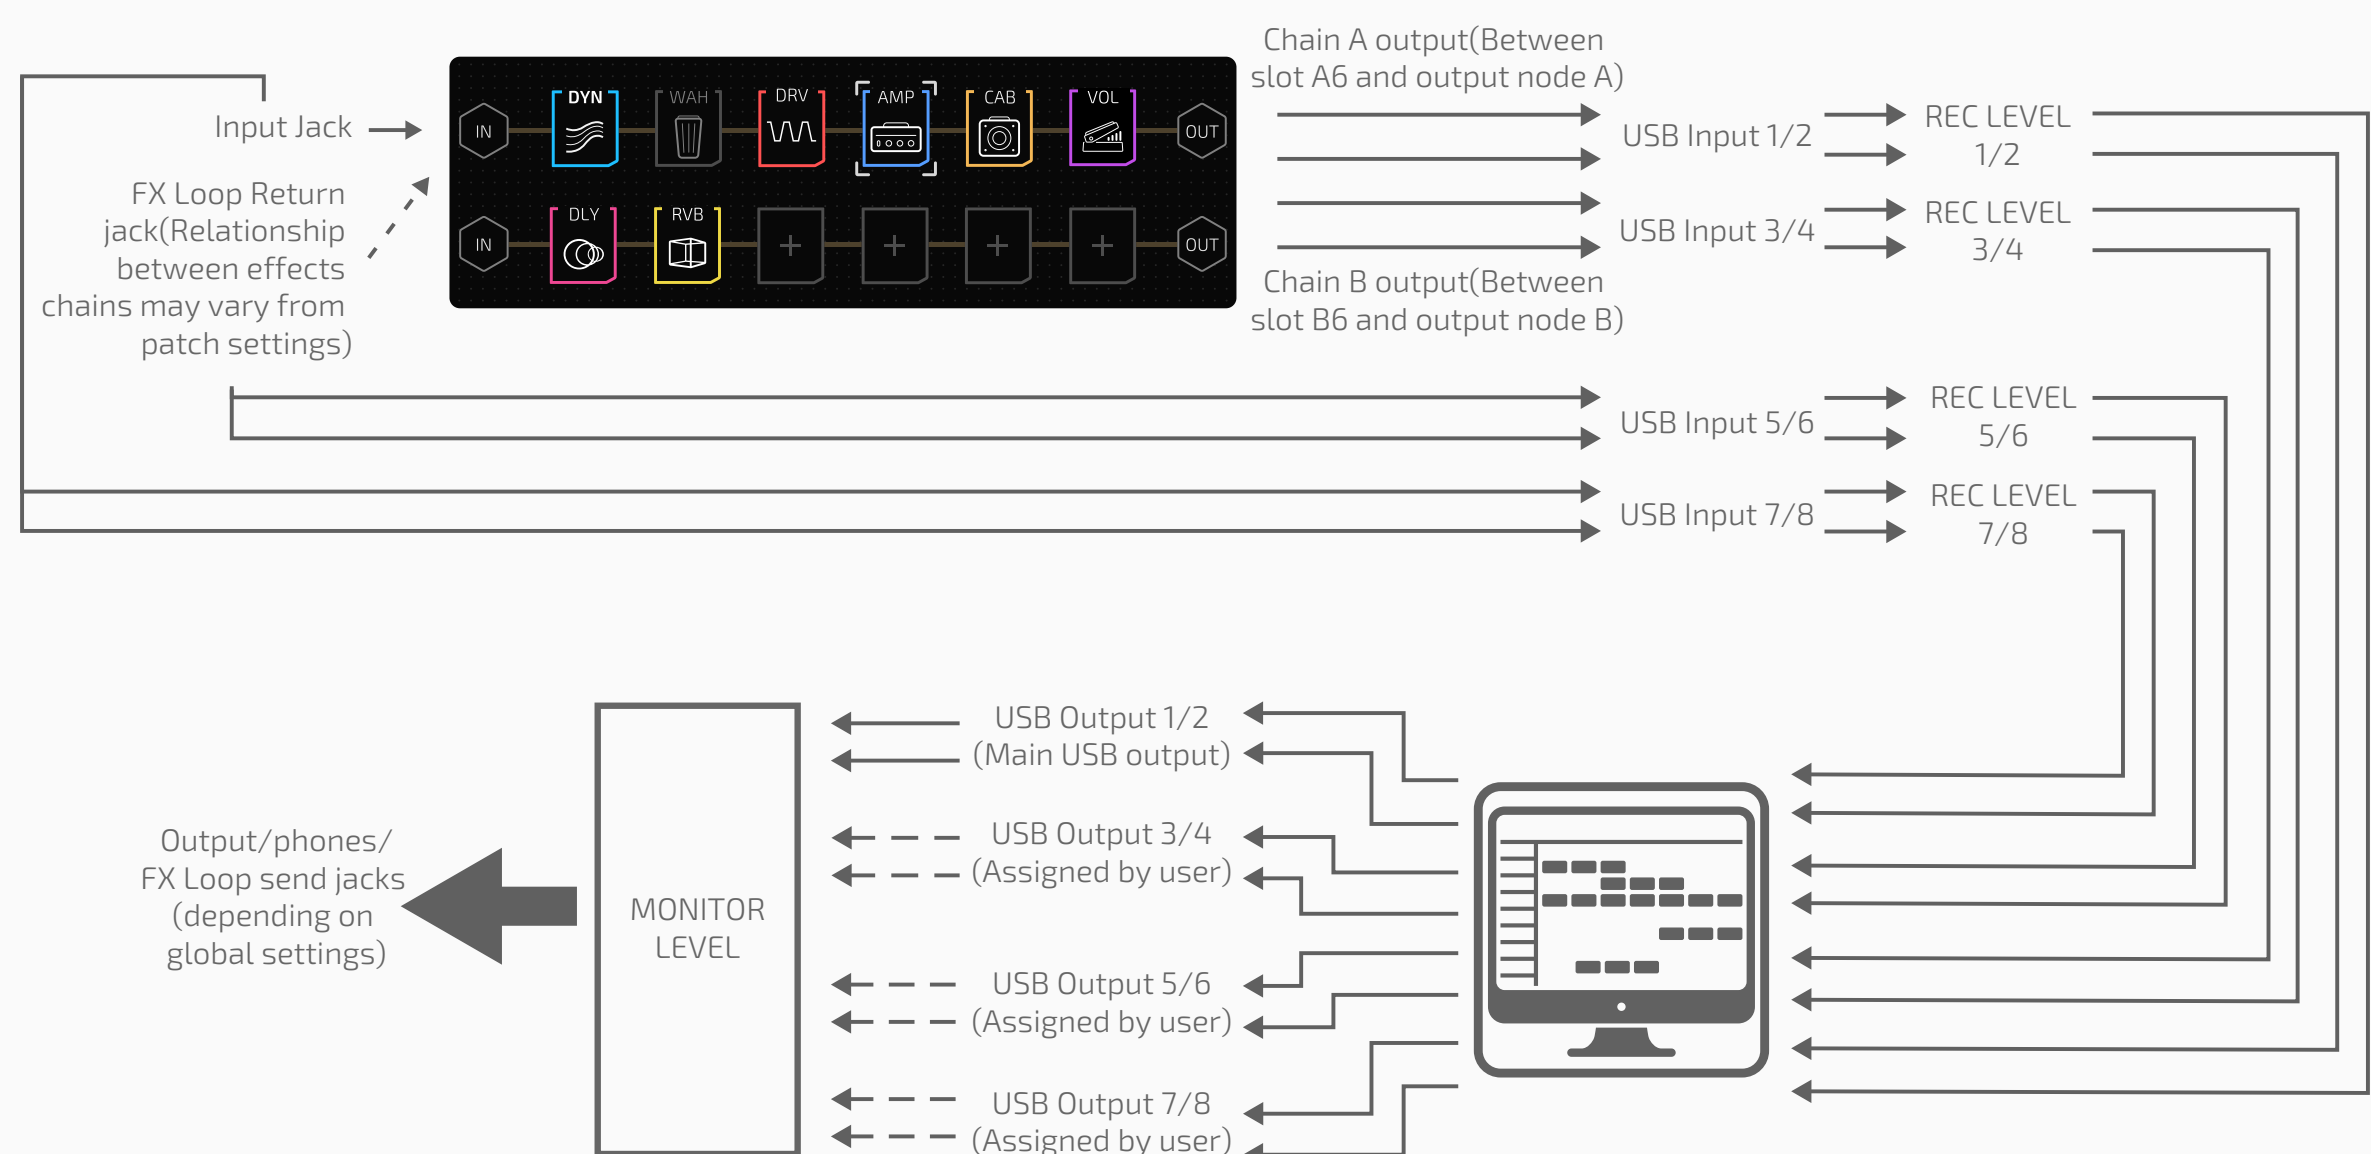 Chain A output(Between
slot A6 and output node A)
Input Jack
IN
DYN
WAH
DRV
AMP
CAB
VOL
OUT
USB Input 1/2
REC LEVEL
1/2
FX Loop Return
jack(Relationship
between effects
chains may vary from
patch settings)
IN
DLY
RVB
OUT
USB Input 3/4
REC LEVEL
3/4
Chain B output(Between
slot B6 and output node B)
USB Input 5/6
REC LEVEL
5/6
USB Input 7/8
REC LEVEL
7/8
USB Output 1/2
(Main USB output)
USB Output 3/4
(Assigned by user)
Output/phones/
FX Loop send jacks
(depending on
global settings)
MONITOR
LEVEL
USB Output 5/6
(Assigned by user)
USB Output 7/8
(Assigned by user)